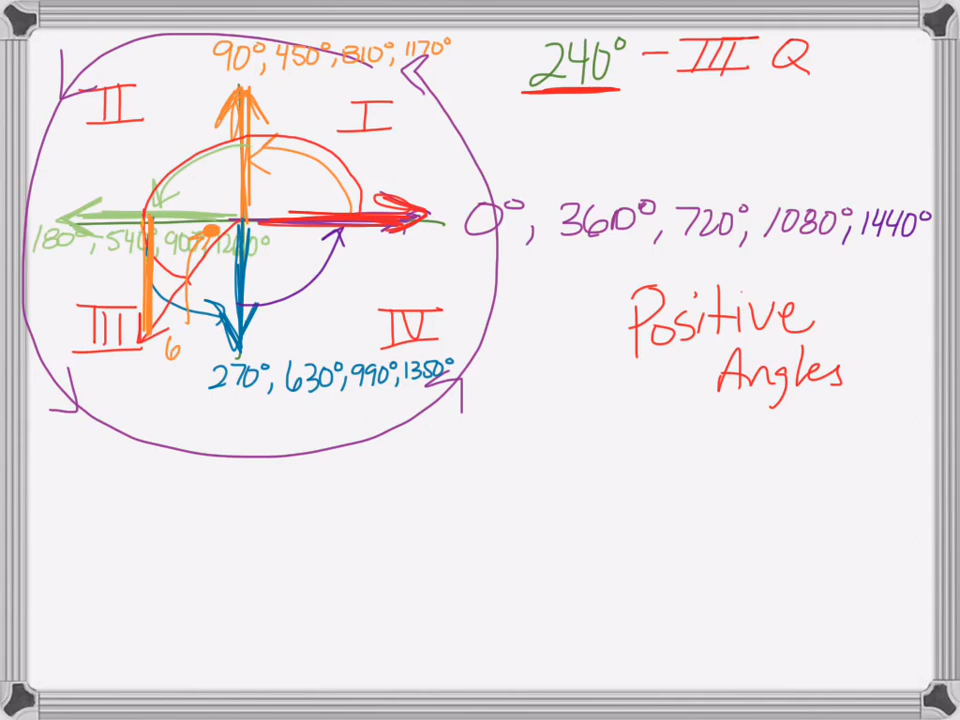 90°, 450°, 810°, 1170°
240° - III Q
II
I
0°, 360°, 720°, 1080°, 1440°
180°, 540°, 900°, 1260°
Positive
III
IV
6
Angles
270°, 630°, 990°, 1350°